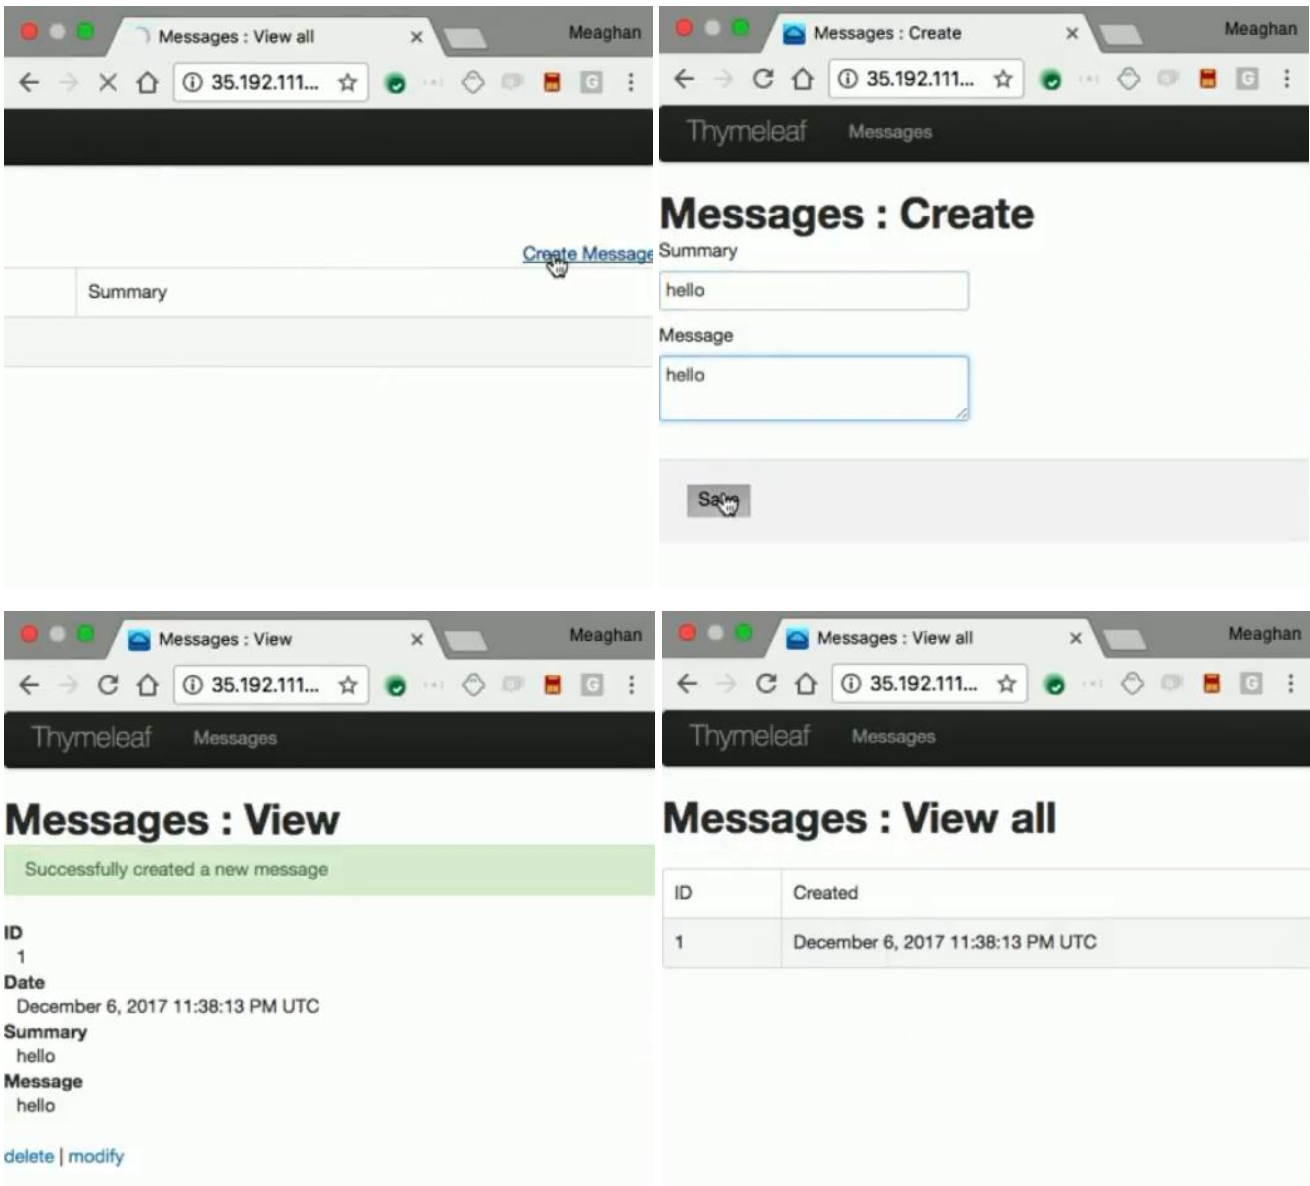 Messages : View all
Meaghan
35.192.111...
Create Message
Summary
Messages : Create
Meaghan
35.192.111...
G
Thymeleaf Messages
Messages : Create
Summary
hello
Message
hello
Save
Messages : View
Meaghan
35.192.111...
G
Thymeleaf Messages
Messages : View
Successfully created a new message
ID
1
Date
December 6, 2017 11:38:13 PM UTC
Summary
hello
Message
hello
delete | modify
Messages : View all
Meaghan
35.192.111...
G
Thymeleaf Messages
Messages : View all
ID Created
1 December 6, 2017 11:38:13 PM UTC